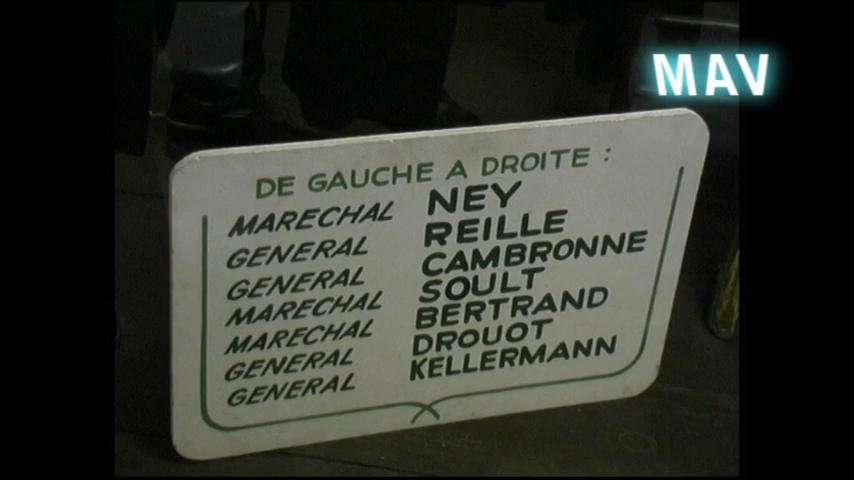 MAV
DE GAUCHE A DROITE :
MARECHAL NEY
GENERAL REILLE
GENERAL CAMBRONNE
MARECHAL SOULT
MARECHAL BERTRAND
GENERAL DROUOT
GENERAL KELLERMANN